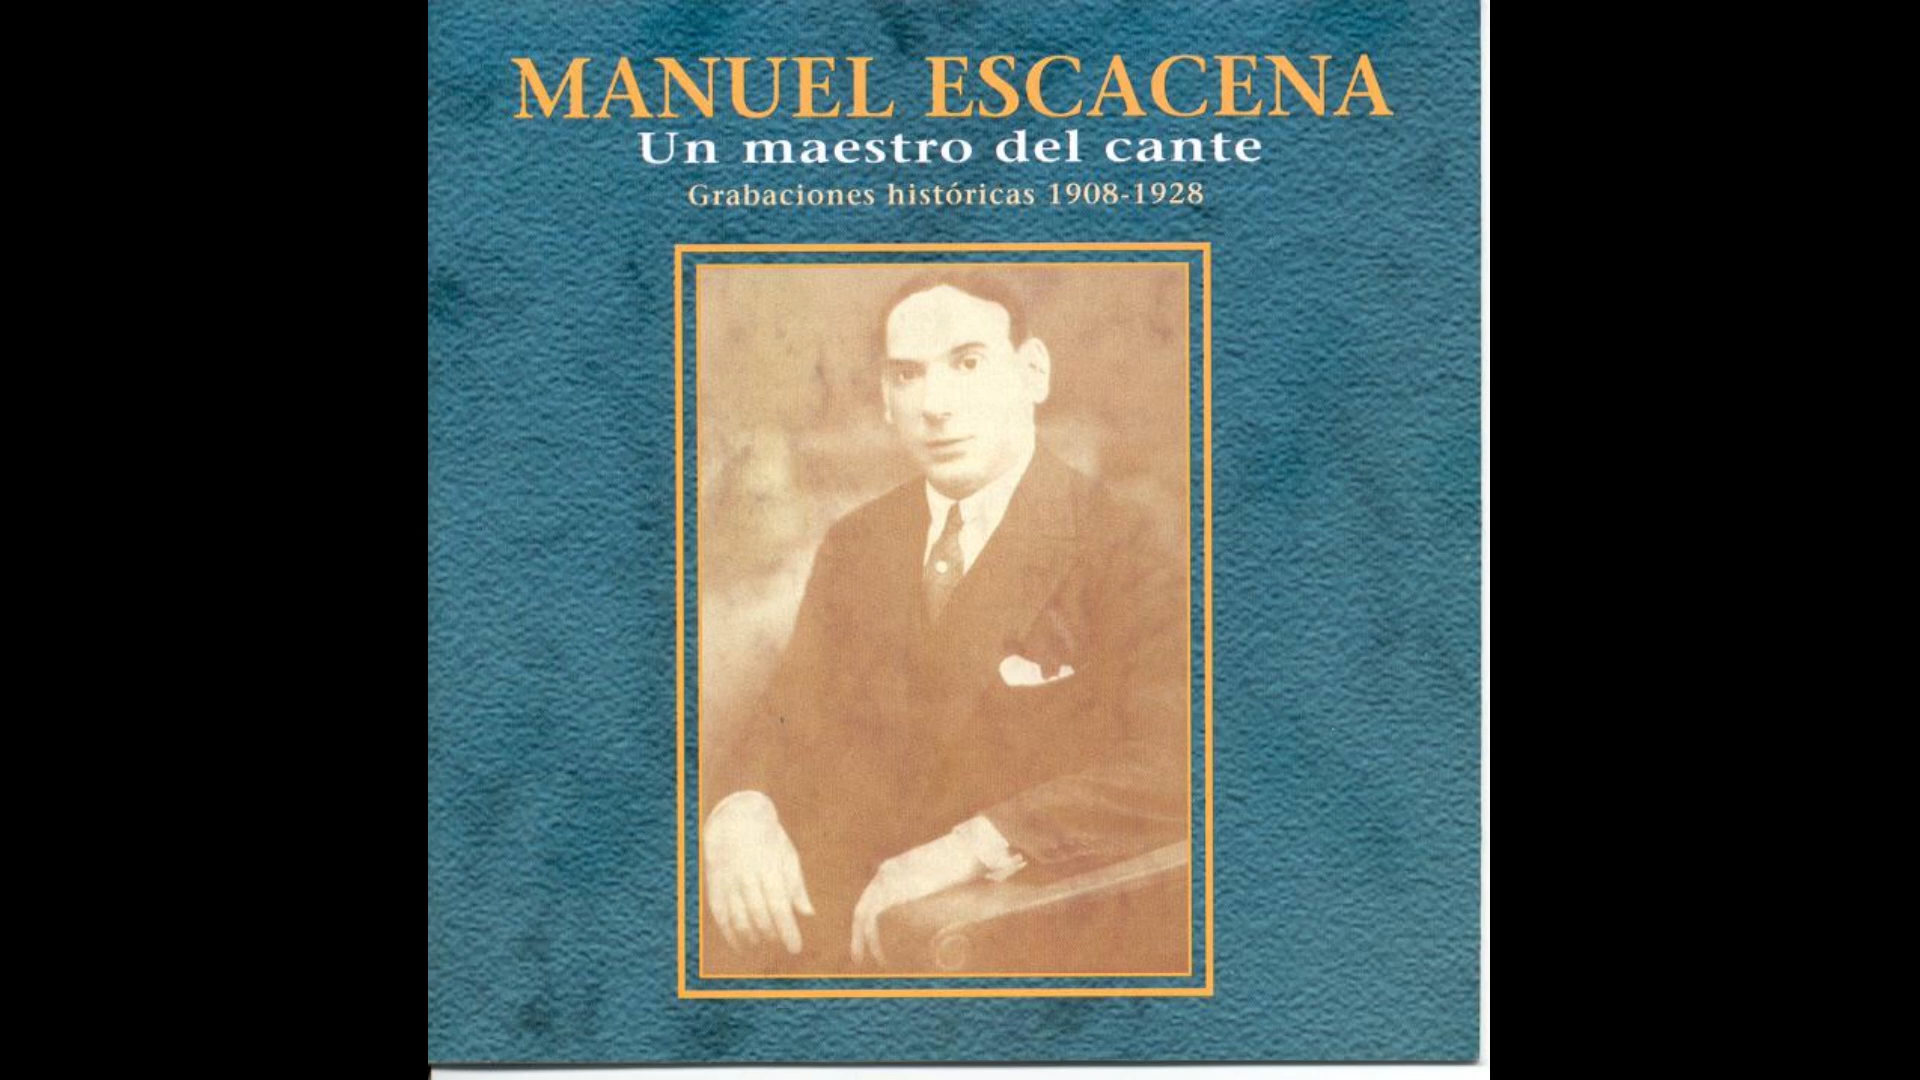 MANUEL ESCACENA
Un maestro del cante
Grabaciones históricas 1908-1928